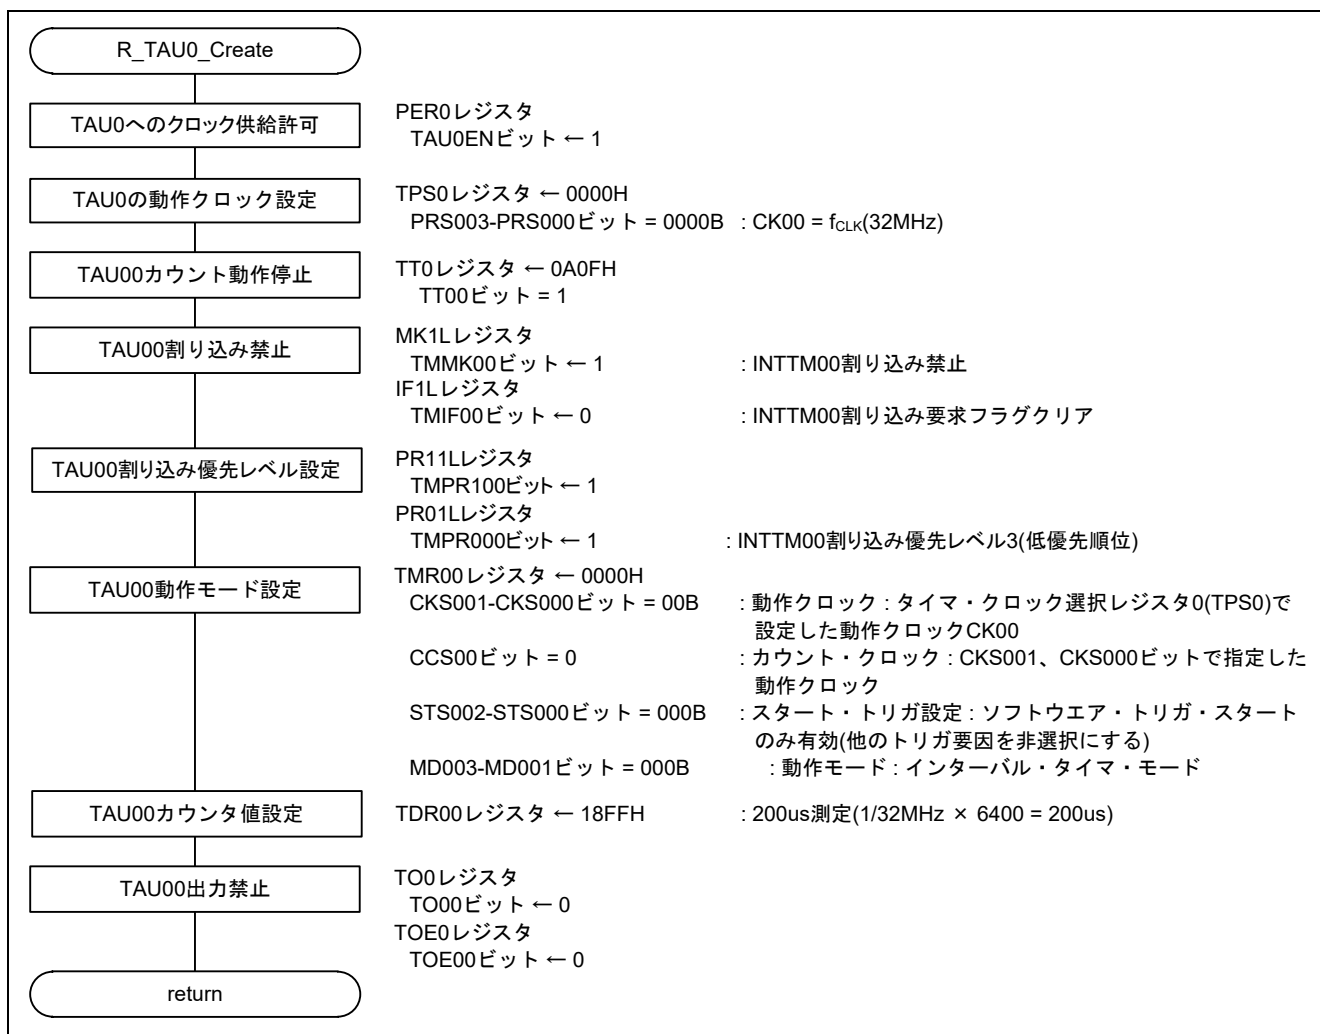 R_TAU0_Create
TAU0へのクロック供給許可
PER0レジスタ
TAU0ENビット ← 1
TAU0の動作クロック設定
TPS0レジスタ ← 0000H
PRS003-PRS000ビット = 0000B : CK00 = fCLK(32MHz)
TAU00カウント動作停止
TT0レジスタ ← 0A0FH
TT00ビット = 1
TAU00割り込み禁止
MK1Lレジスタ
TMMK00ビット ← 1 : INTTM00割り込み禁止
IF1Lレジスタ
TMIF00ビット ← 0 : INTTM00割り込み要求フラグクリア
TAU00割り込み優先レベル設定
PR11Lレジスタ
TMPR100ビット ← 1
PR01Lレジスタ
TMPR000ビット ← 1 : INTTM00割り込み優先レベル3(低優先順位)
TAU00動作モード設定
TMR00レジスタ ← 0000H
CKS001-CKS000ビット = 00B : 動作クロック : タイマ・クロック選択レジスタ0(TPS0)で
設定した動作クロックCK00
CCS00ビット = 0 : カウント・クロック : CKS001、CKS000ビットで指定した
動作クロック
STS002-STS000ビット = 000B : スタート・トリガ設定 : ソフトウエア・トリガ・スタート
のみ有効(他のトリガ要因を非選択にする)
MD003-MD001ビット = 000B : 動作モード : インターバル・タイマ・モード
TAU00カウンタ値設定
TDR00レジスタ ← 18FFH : 200us測定(1/32MHz × 6400 = 200us)
TAU00出力禁止
TO0レジスタ
TO00ビット ← 0
TOE0レジスタ
TOE00ビット ← 0
return